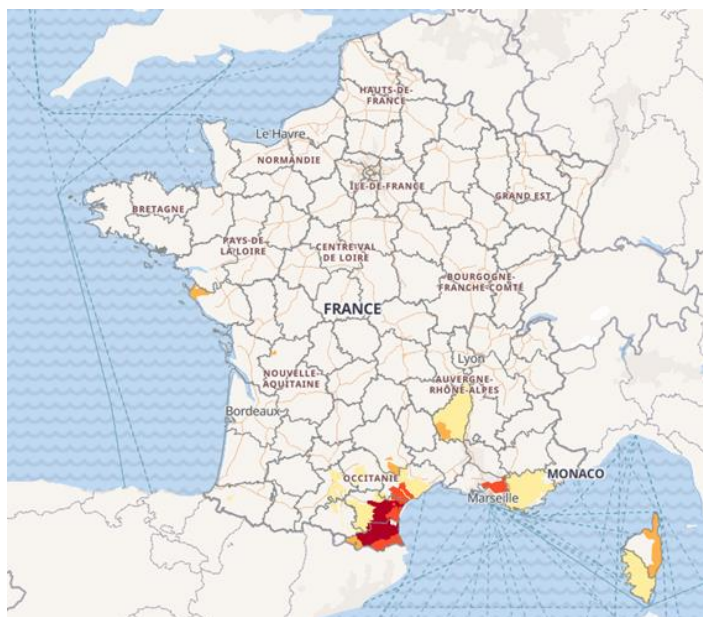 HAUTS-DE-
FRANCE
Le Havre
NORMANDIE
ÎLE-DE-FRANCE
GRAND EST
BRETAGNE
PAYS-DE-
LA-LOIRE
CENTRE-VAL
DE LOIRE
BOURGOGNE-
FRANCHE-COMTÉ
FRANCE
Lyon
NOUVELLE-
AQUITAINE
AUVERGNE-
RHÔNE-ALPES
Bordeaux
OCCITANIE
MONACO
Marseille